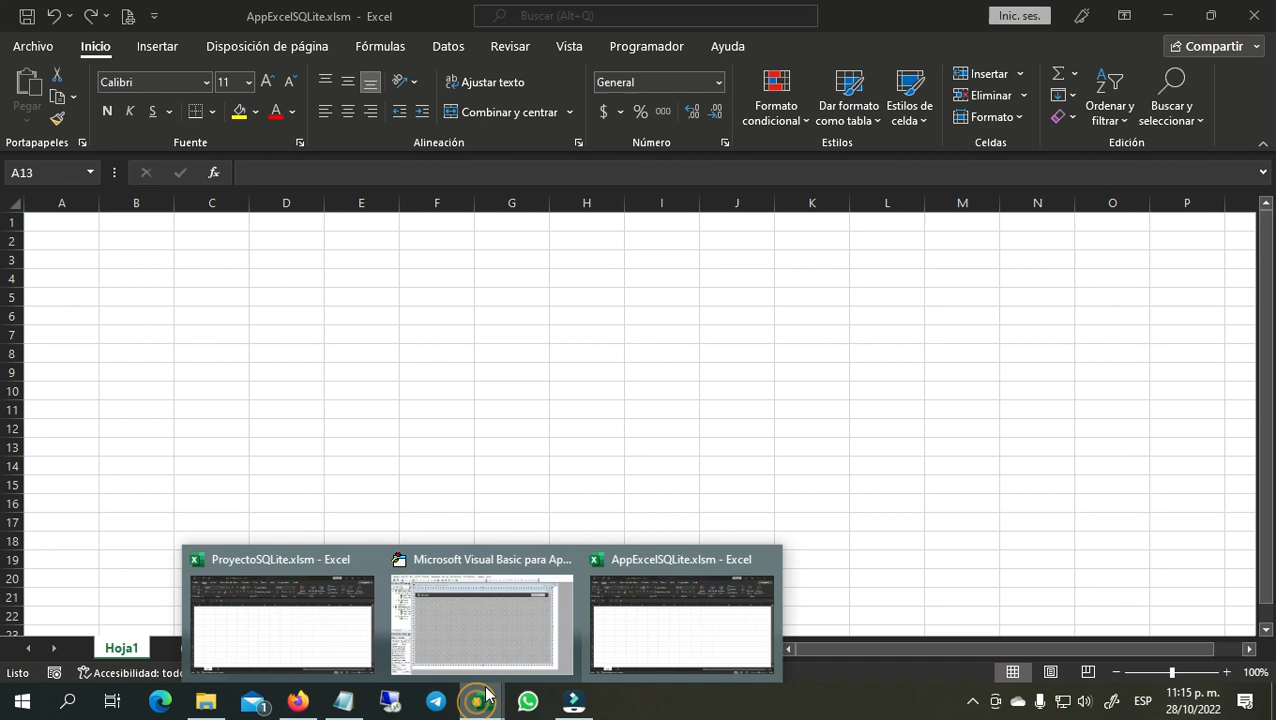 AppExcelSQLite.xlsm - Excel
Buscar (Alt+Q)
Inic. ses.
Archivo Inicio Insertar Disposición de página Fórmulas Datos Revisar Vista Programador Ayuda Compartir
Pegar
Calibri 11
N K S A
Ajustar texto
Combinar y centrar
General
$ % 000
Formato condicional
Dar formato como tabla
Estilos de celda
Insertar
Eliminar
Formato
Ordenar y filtrar
Buscar y seleccionar
Portapapeles Fuente Alineación Número Estilos Celdas Edición
A13 fx
A B C D E F G H I J K L M N O P
1
2
3
4
5
6
7
8
9
10
11
12
13
14
15
16
17
18
19
20
21
22
ProyectoSQLite.xlsm - Excel
Microsoft Visual Basic para Ap...
AppExcelSQLite.xlsm - Excel
Hoja1
Listo
100%
1
ESP
11:15 p. m.
28/10/2022